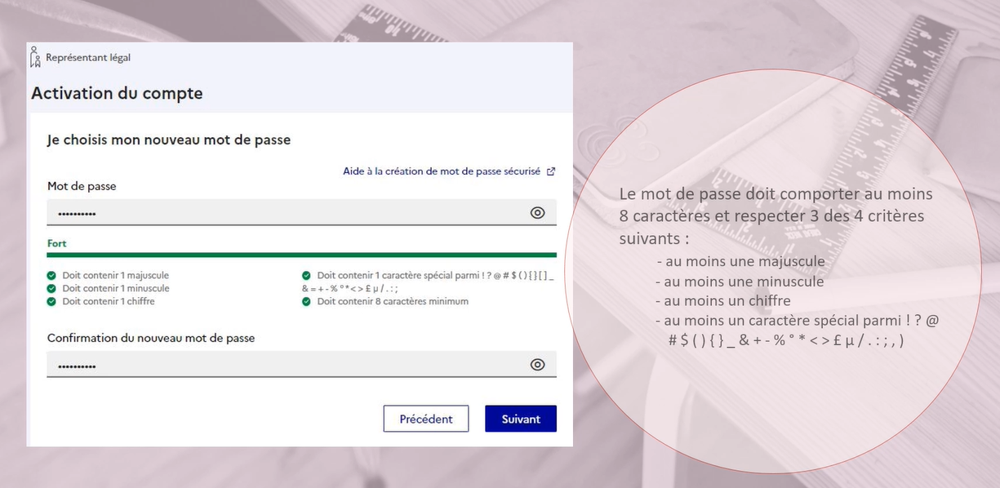 Représentant légal
Activation du compte
Je choisis mon nouveau mot de passe
Aide à la création de mot de passe sécurisé
Mot de passe
••••••••••
Fort
Doit contenir 1 majuscule
Doit contenir 1 minuscule
Doit contenir 1 chiffre
Doit contenir 1 caractère spécial parmi ! ? @ # $ ( ) { } [ ] _
& = + - % ° * < > £ µ / . : ;
Doit contenir 8 caractères minimum
Confirmation du nouveau mot de passe
••••••••••
Précédent
Suivant
Le mot de passe doit comporter au moins
8 caractères et respecter 3 des 4 critères
suivants :
- au moins une majuscule
- au moins une minuscule
- au moins un chiffre
- au moins un caractère spécial parmi ! ? @
# $ ( ) { } _ & + - % ° * < > £ µ / . : ; , )